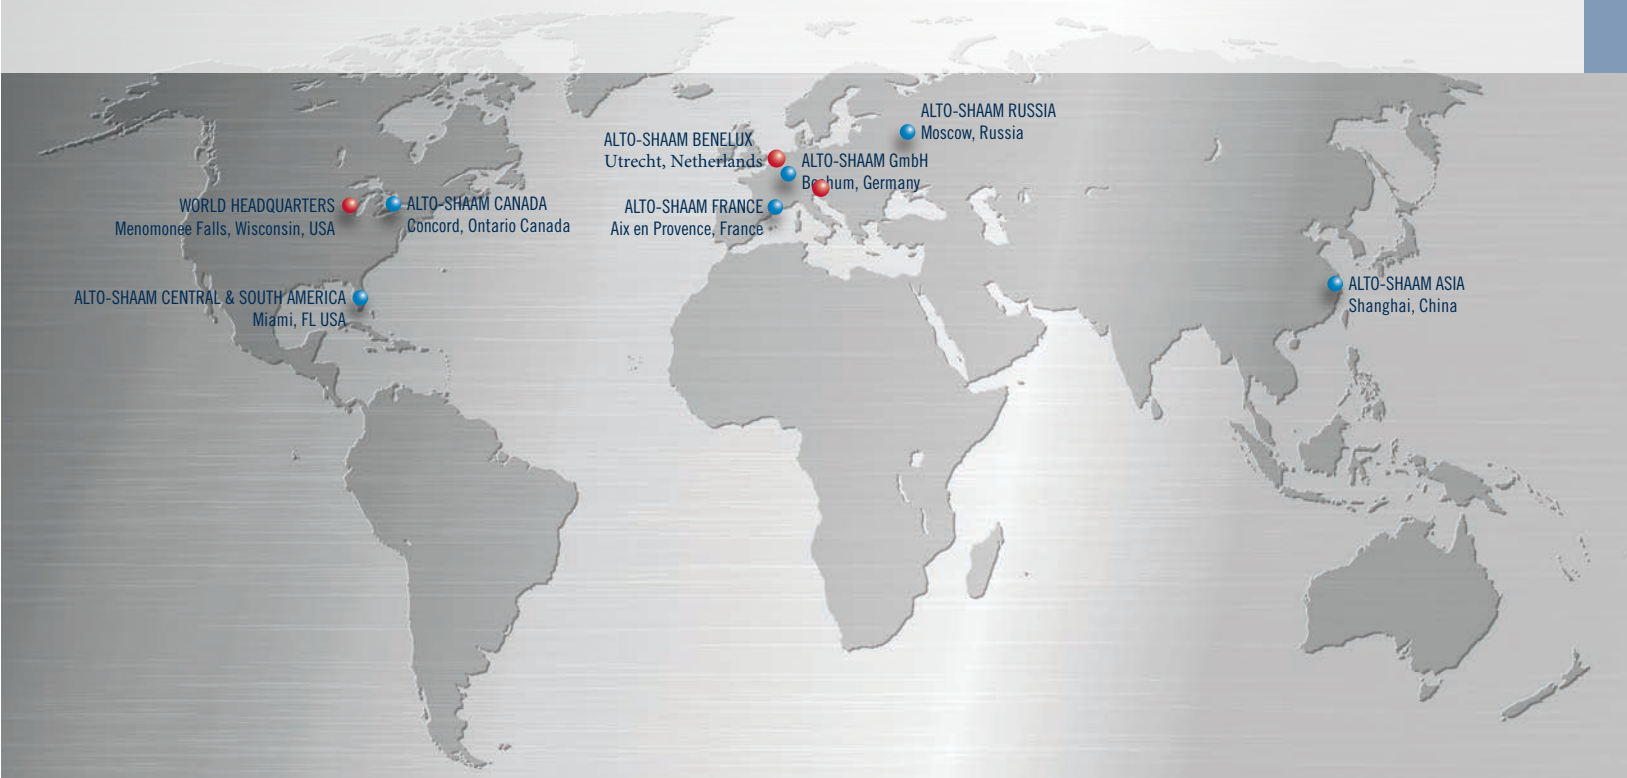 ALTO-SHAAM RUSSIA
Moscow, Russia
ALTO-SHAAM BENELUX
Utrecht, Netherlands
ALTO-SHAAM GmbH
Bochum, Germany
WORLD HEADQUARTERS
Menomonee Falls, Wisconsin, USA
ALTO-SHAAM CANADA
Concord, Ontario Canada
ALTO-SHAAM FRANCE
Aix en Provence, France
ALTO-SHAAM CENTRAL & SOUTH AMERICA
Miami, FL USA
ALTO-SHAAM ASIA
Shanghai, China